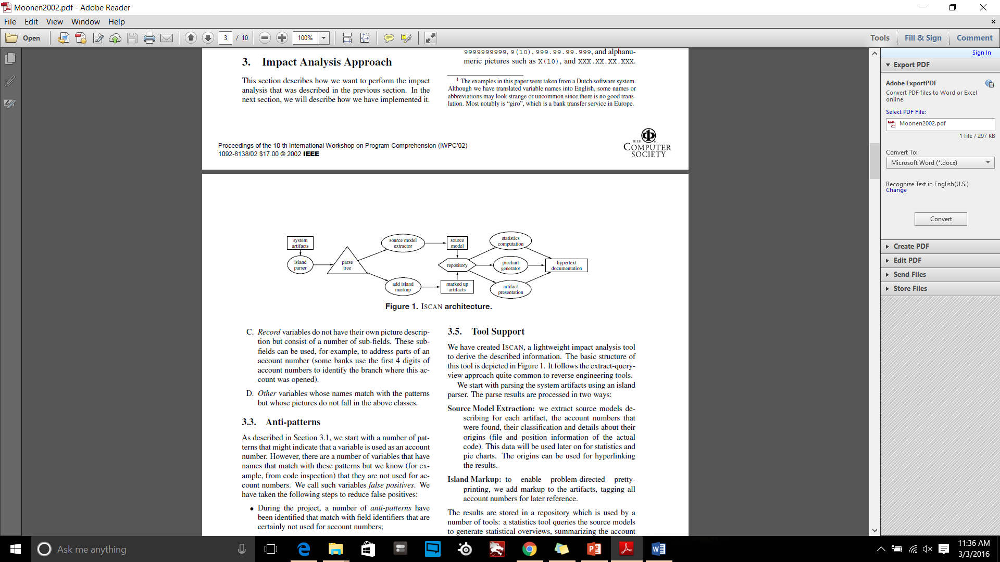 Moonen2002.pdf - Adobe Reader
File Edit View Window Help
Open
3 / 10
100%
Tools
Fill & Sign
Comment
3. Impact Analysis Approach
This section describes how we want to perform the impact
analysis that was described in the previous section. In the
next section, we will describe how we have implemented it.
9999999999, 9(10), 999.99.99.999, and alphanu-
meric pictures such as X(10), and XXX.XX.XX.XXX.
1 The examples in this paper were taken from a Dutch software system.
Although we have translated variable names into English, some names or
abbreviations may look strange or uncommon since there is no good trans-
lation. Most notably is “giro”, which is a bank transfer service in Europe.
Proceedings of the 10 th International Workshop on Program Comprehension (IWPC'02)
1092-8138/02 $17.00 © 2002 IEEE
IEEE
COMPUTER
SOCIETY
system
artifacts
island
parser
parse
tree
source model
extractor
add island
markup
source
model
repository
marked up
artifacts
statistics
computation
piechart
generator
artifact
presentation
hypertext
documentation
Figure 1. ISCAN architecture.
C. Record variables do not have their own picture descrip-
tion but consist of a number of sub-fields. These sub-
fields can be used, for example, to address parts of an
account number (some banks use the first 4 digits of
account numbers to identify the branch where this ac-
count was opened).
D. Other variables whose names match with the patterns
but whose pictures do not fall in the above classes.
3.3. Anti-patterns
As described in Section 3.1, we start with a number of pat-
terns that might indicate that a variable is used as an account
number. However, there are a number of variables that have
names that match with these patterns but we know (for ex-
ample, from code inspection) that they are not used for ac-
count numbers. We call such variables false positives. We
have taken the following steps to reduce false positives:
• During the project, a number of anti-patterns have
been identified that match with field identifiers that are
certainly not used for account numbers;
3.5. Tool Support
We have created ISCAN, a lightweight impact analysis tool
to derive the described information. The basic structure of
this tool is depicted in Figure 1. It follows the extract-query-
view approach quite common to reverse engineering tools.
We start with parsing the system artifacts using an island
parser. The parse results are processed in two ways:
Source Model Extraction: we extract source models de-
scribing for each artifact, the account numbers that
were found, their classification and details about their
origins (file and position information of the actual
code). This data will be used later on for statistics and
pie charts. The origins can be used for hyperlinking
the results.
Island Markup: to enable problem-directed pretty-
printing, we add markup to the artifacts, tagging all
account numbers for later reference.
The results are stored in a repository which is used by a
number of tools: a statistics tool queries the source models
to generate statistical overviews, summarizing the account
Sign In
Export PDF
Adobe ExportPDF
Convert PDF files to Word or Excel
online.
Select PDF File:
Moonen2002.pdf
1 file / 297 KB
Convert To:
Microsoft Word (*.docx)
Recognize Text in English(U.S.)
Change
Convert
Create PDF
Edit PDF
Send Files
Store Files
Ask me anything
11:36 AM
3/3/2016